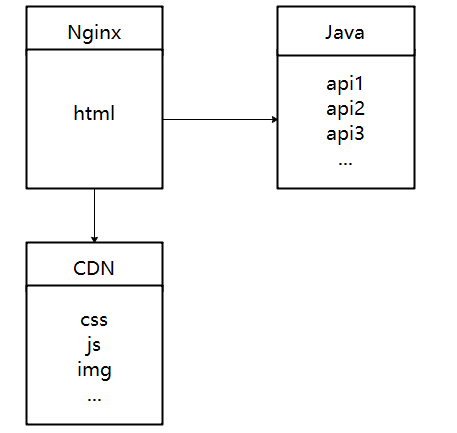 Nginx
html
Java
api1
api2
api3
...
CDN
css
js
img
...